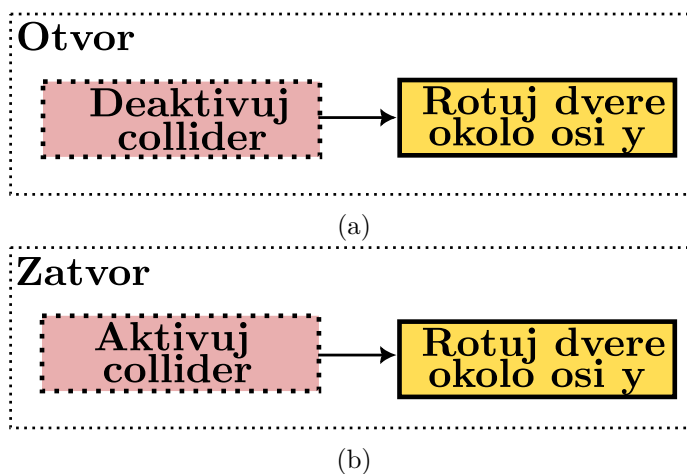 Otvor
Deaktivuj
collider
Rotuj dvere
okolo osi y
(a)
Zatvor
Aktivuj
collider
Rotuj dvere
okolo osi y
(b)